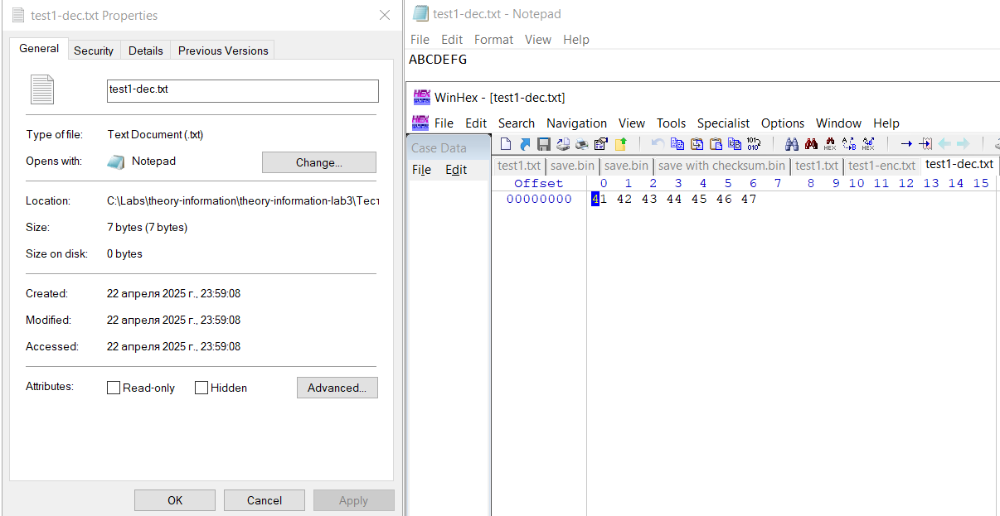 test1-dec.txt Properties
General Security Details Previous Versions
test1-dec.txt
Type of file: Text Document (.txt)
Opens with: Notepad Change...
Location: C:\Labs\theory-information\theory-information-lab3\Тест
Size: 7 bytes (7 bytes)
Size on disk: 0 bytes
Created: 22 апреля 2025 г., 23:59:08
Modified: 22 апреля 2025 г., 23:59:08
Accessed: 22 апреля 2025 г., 23:59:08
Attributes: Read-only Hidden Advanced...
OK Cancel Apply
test1-dec.txt - Notepad
File Edit Format View Help
ABCDEFG
WinHex - [test1-dec.txt]
File Edit Search Navigation View Tools Specialist Options Window Help
Case Data
File Edit
test1.txt save.bin save.bin save with checksum.bin test1.txt test1-enc.txt test1-dec.txt
Offset 0 1 2 3 4 5 6 7 8 9 10 11 12 13 14 15
00000000 41 42 43 44 45 46 47